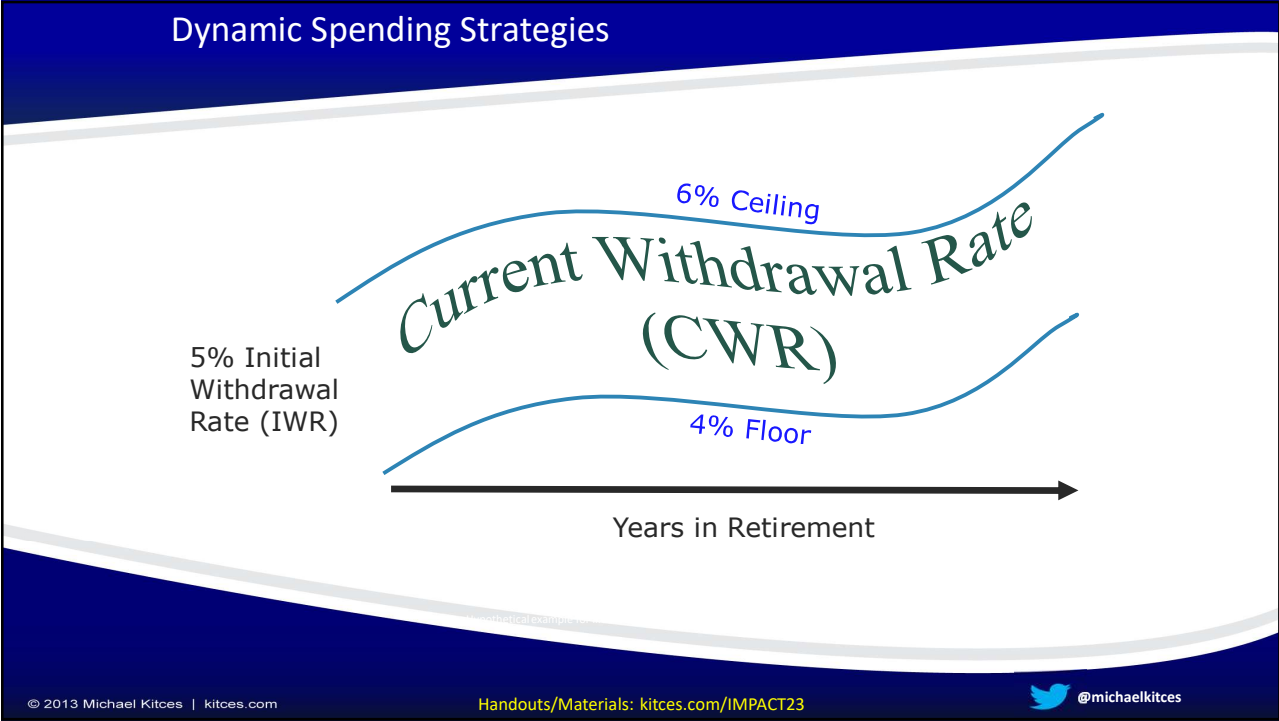 Dynamic Spending Strategies
6% Ceiling
Current Withdrawal Rate
(CWR)
5% Initial
Withdrawal
Rate (IWR)
4% Floor
Years in Retirement
© 2013 Michael Kitces | kitces.com
Handouts/Materials: kitces.com/IMPACT23
@michaelkitces